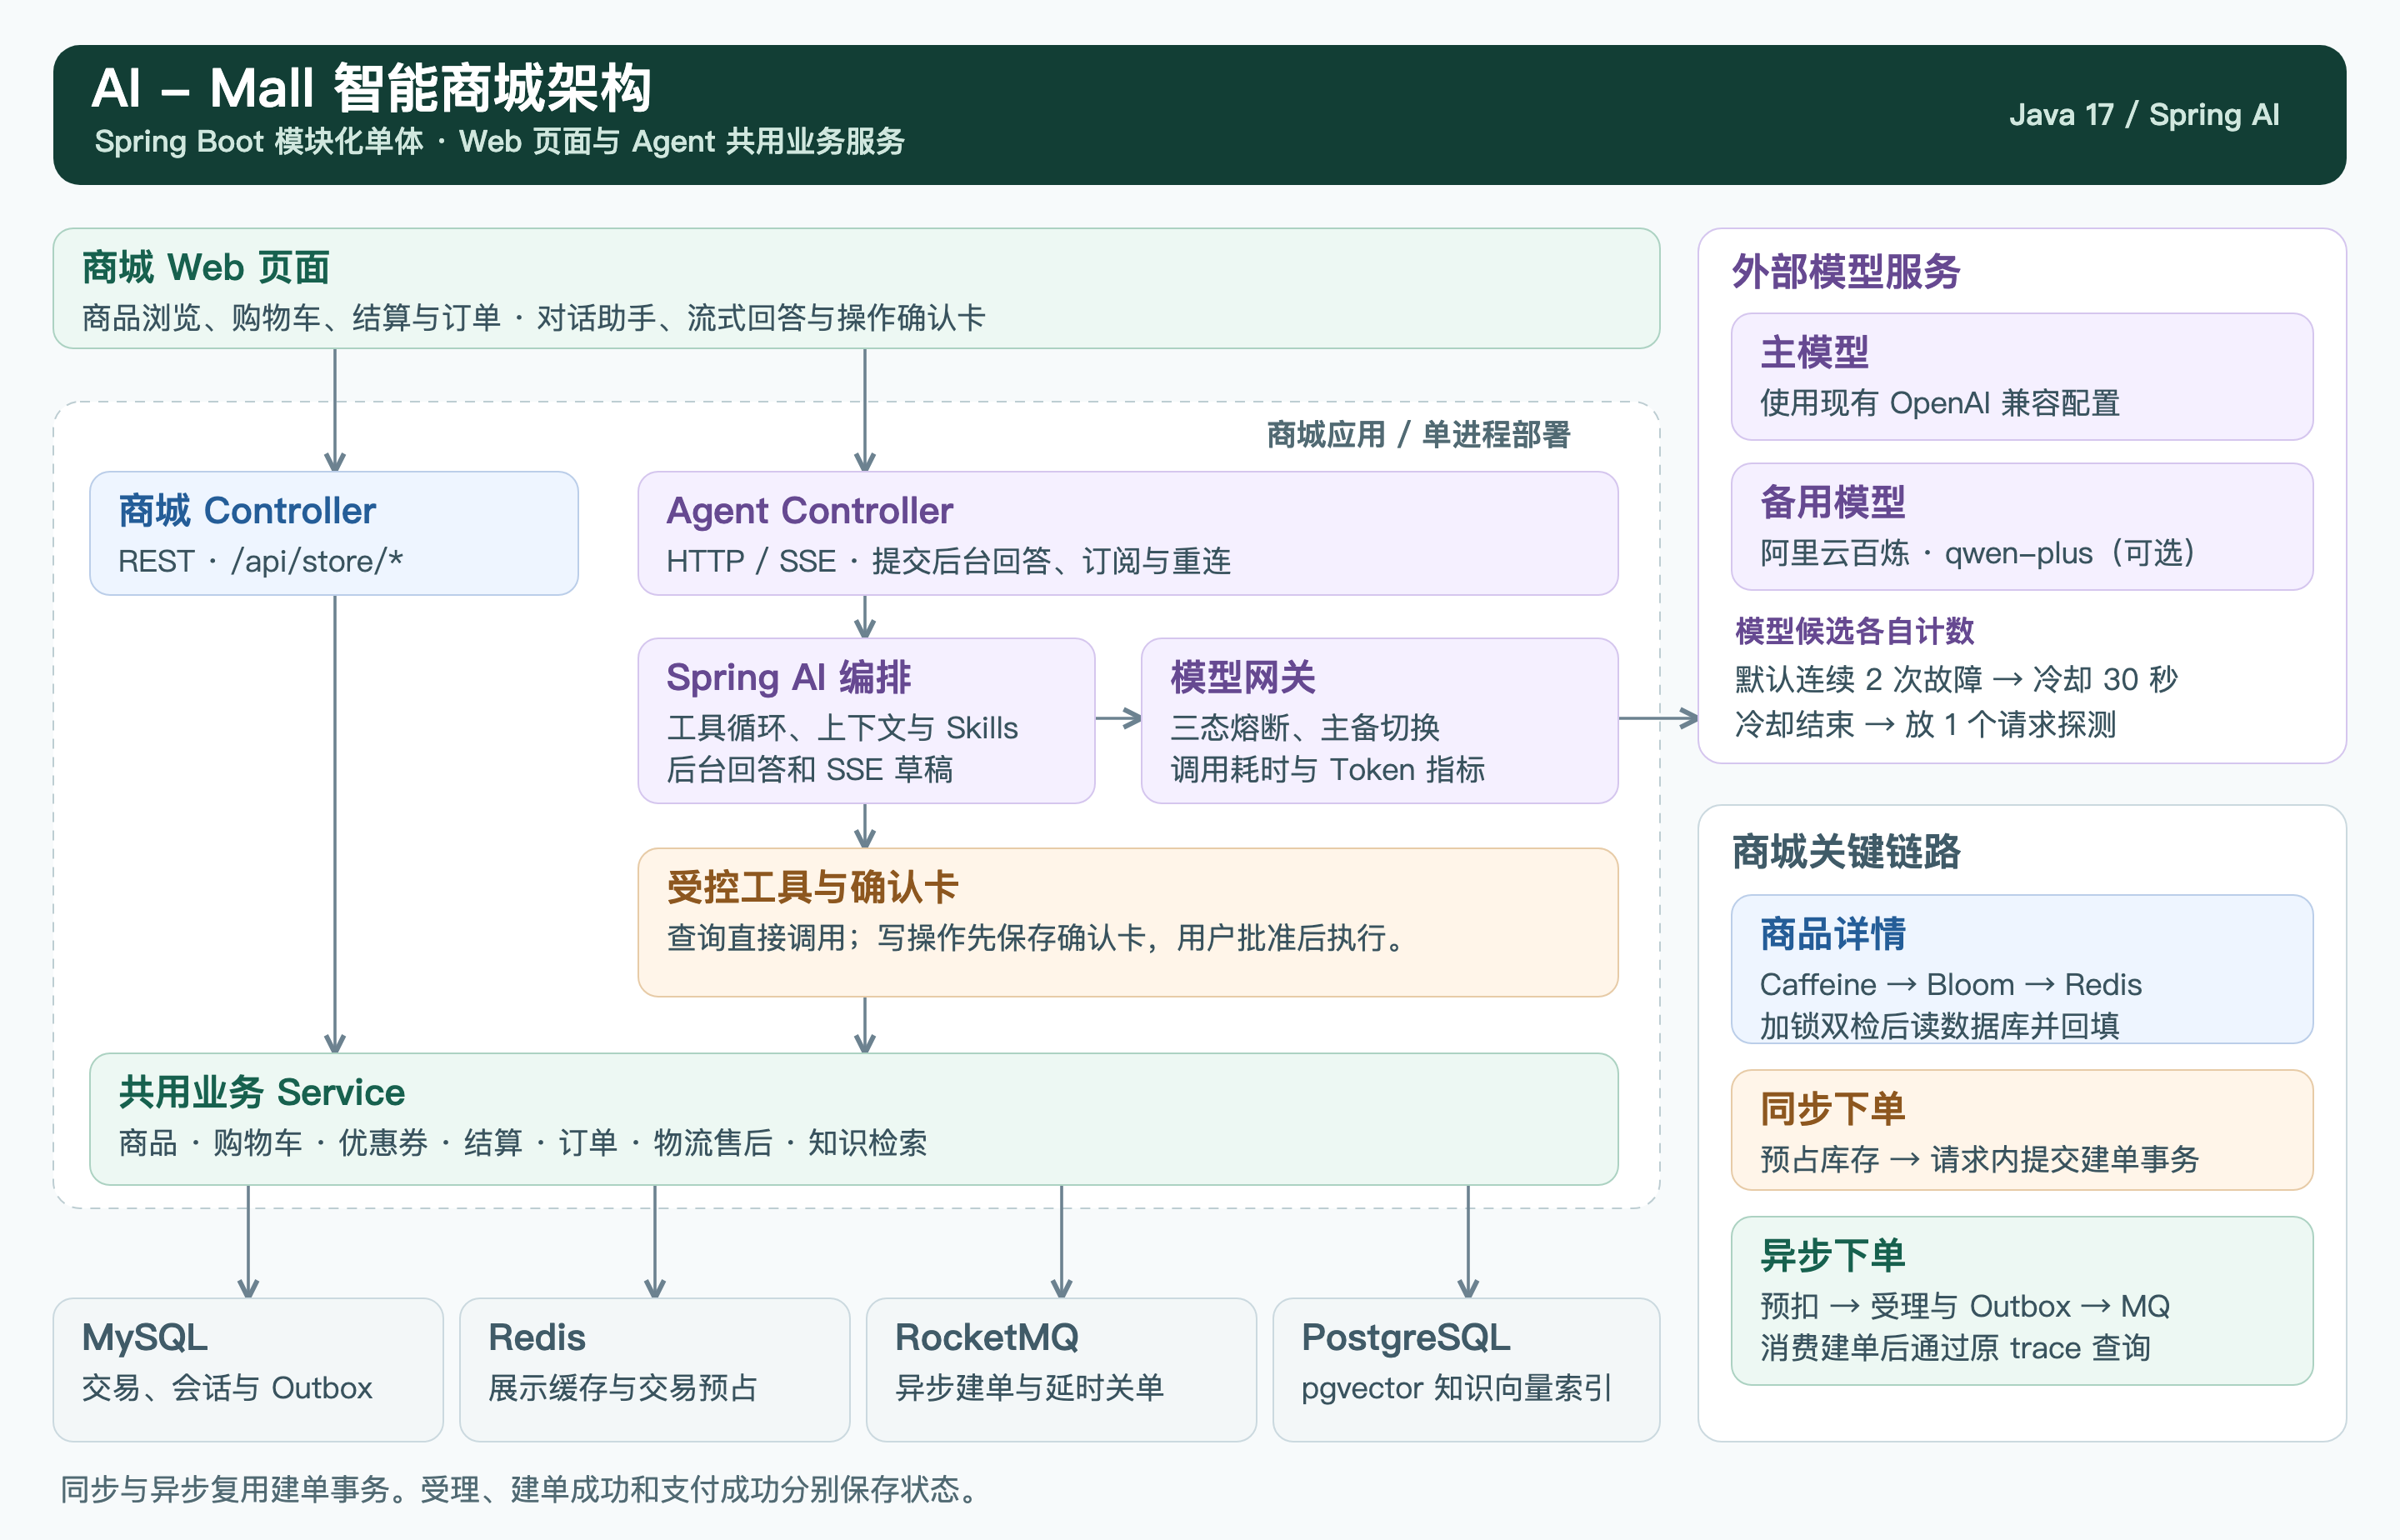 AI – Mall 智能商城架构
Spring Boot 模块化单体 · Web 页面与 Agent 共用业务服务
Java 17 / Spring AI
商城 Web 页面
商品浏览、购物车、结算与订单 · 对话助手、流式回答与操作确认卡
商城应用 / 单进程部署
商城 Controller
REST · /api/store/*
Agent Controller
HTTP / SSE · 提交后台回答、订阅与重连
Spring AI 编排
工具循环、上下文与 Skills
后台回答和 SSE 草稿
模型网关
三态熔断、主备切换
调用耗时与 Token 指标
受控工具与确认卡
查询直接调用；写操作先保存确认卡，用户批准后执行。
共用业务 Service
商品 · 购物车 · 优惠券 · 结算 · 订单 · 物流售后 · 知识检索
MySQL
交易、会话与 Outbox
Redis
展示缓存与交易预占
RocketMQ
异步建单与延时关单
PostgreSQL
pgvector 知识向量索引
外部模型服务
主模型
使用现有 OpenAI 兼容配置
备用模型
阿里云百炼 · qwen-plus（可选）
模型候选各自计数
默认连续 2 次故障 → 冷却 30 秒
冷却结束 → 放 1 个请求探测
商城关键链路
商品详情
Caffeine → Bloom → Redis
加锁双检后读数据库并回填
同步下单
预占库存 → 请求内提交建单事务
异步下单
预扣 → 受理与 Outbox → MQ
消费建单后通过原 trace 查询
同步与异步复用建单事务。受理、建单成功和支付成功分别保存状态。